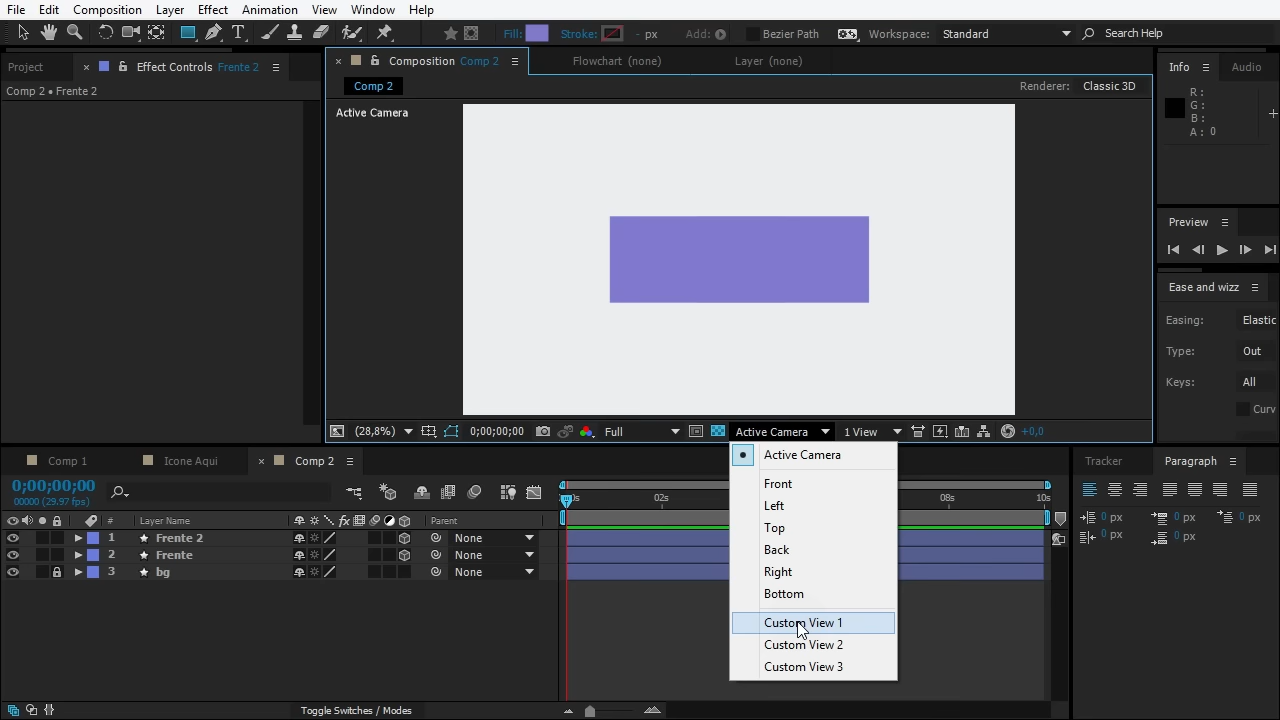 File Edit Composition Layer Effect Animation View Window Help
Fill: Stroke: - px Add: Bezier Path Workspace: Standard Search Help
Project × Effect Controls Frente 2 × Composition Comp 2 Flowchart (none) Layer (none) Info Audio
Comp 2 • Frente 2
Comp 2 Renderer: Classic 3D
Active Camera
R :
G :
B :
A : 0
Preview
Ease and wizz
Easing: Elastic
Type: Out
Keys: All
Curv
(28,8%) 0;00;00;00 Full Active Camera 1 View +0,0
Active Camera
Front
Left
Top
Back
Right
Bottom
Custom View 1
Custom View 2
Custom View 3
Comp 1 Icone Aqui × Comp 2 Tracker Paragraph
0;00;00;00
00000 (29.97 fps)
02s 08s 10s
# Layer Name fx Parent
1 Frente 2 None
2 Frente None
3 bg None
0 px 0 px 0 px
0 px 0 px
Toggle Switches / Modes